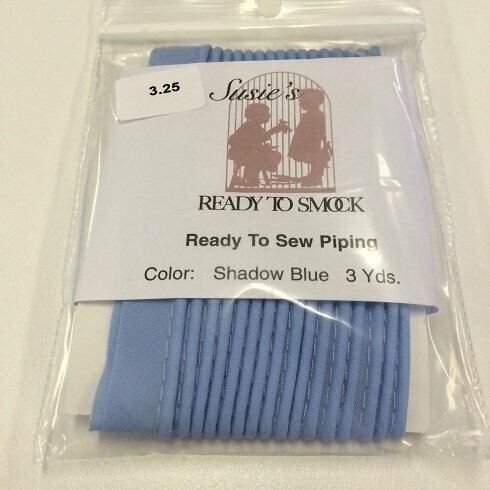 3.25
Susie's
READY TO SMOCK
Ready To Sew Piping
Color: Shadow Blue 3 Yds.